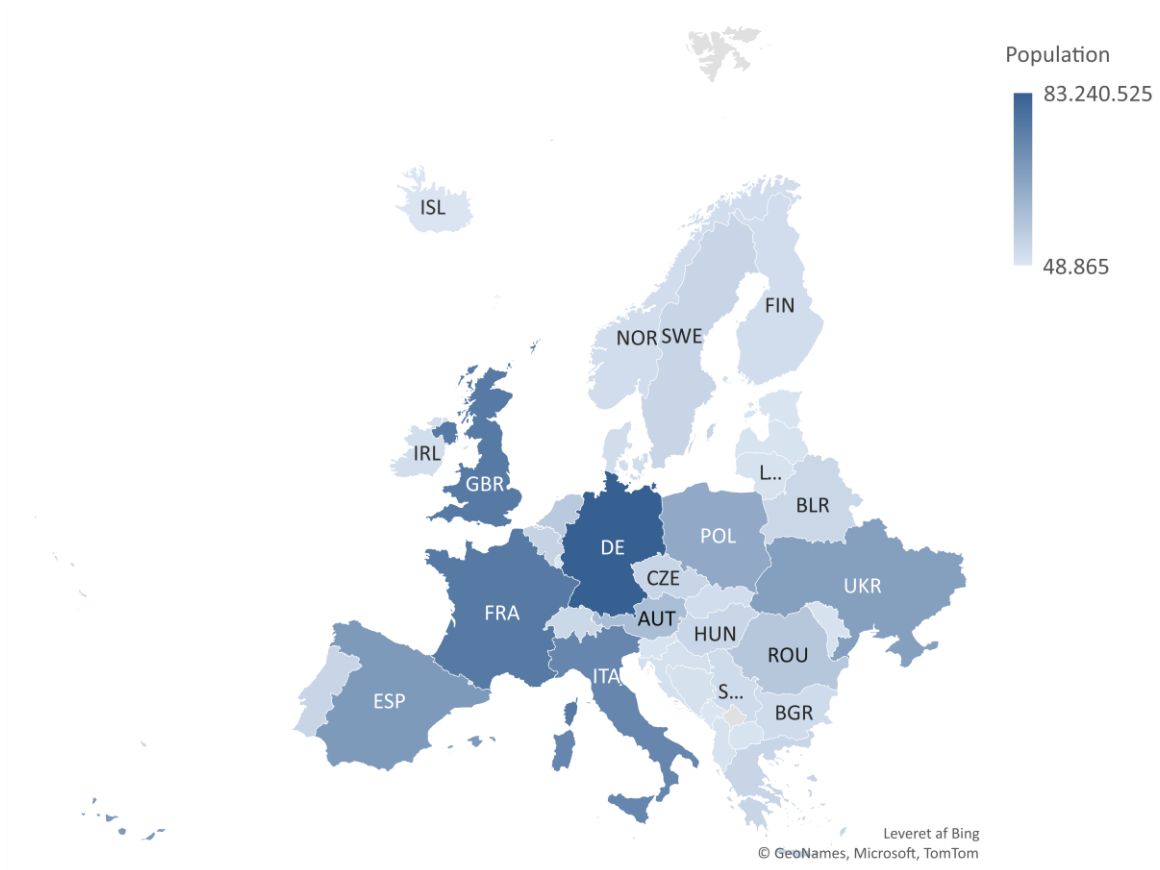 Population
83.240.525
48.865
ISL
FIN
NOR
SWE
IRL
GBR
L...
BLR
DE
POL
CZE
UKR
FRA
AUT
HUN
ROU
ITA
ESP
S...
BGR
Leveret af Bing
© GeoNames, Microsoft, TomTom